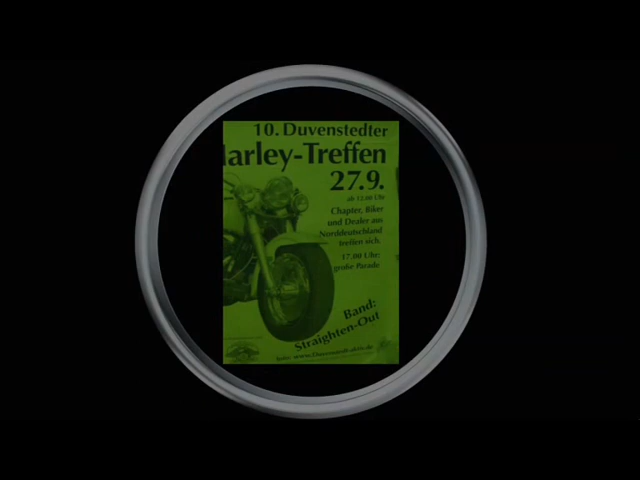 10. Duvenstedter
arley-Treffen
27.9.
ab 12.00 Uhr
Chapter, Biker
und Dealer aus
Norddeutschland
treffen sich.
17.00 Uhr:
große Parade
Band:
Straighten-Out